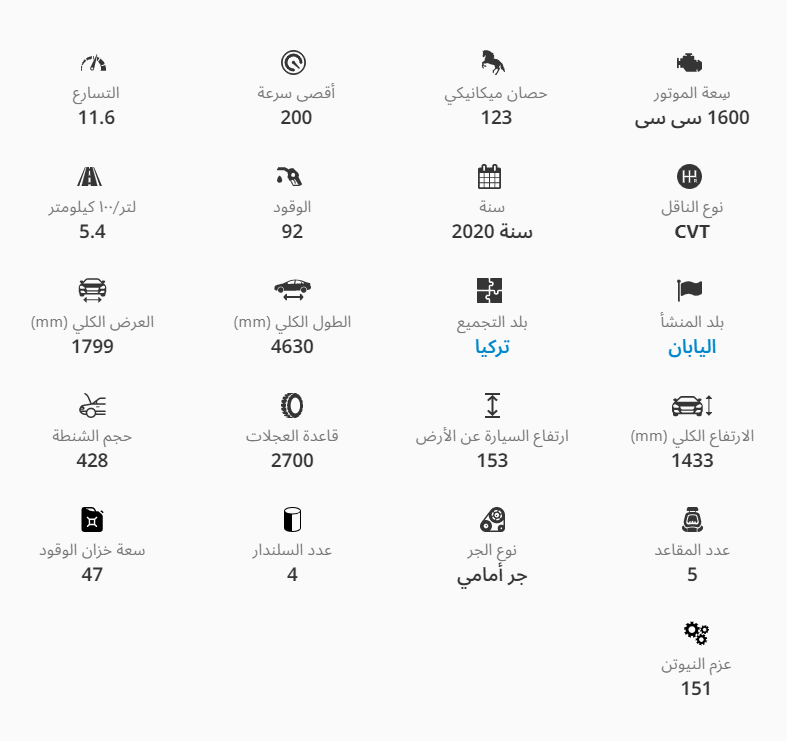 سِعة الموتور
1600 سى سى
حصان ميكانيكي
123
أقصى سرعة
200
التسارع
11.6
نوع الناقل
CVT
سنة
سنة 2020
الوقود
92
لتر/١٠٠ كيلومتر
5.4
بلد المنشأ
اليابان
بلد التجميع
تركيا
الطول الكلي (mm)
4630
العرض الكلي (mm)
1799
الارتفاع الكلي (mm)
1433
ارتفاع السيارة عن الأرض
153
قاعدة العجلات
2700
حجم الشنطة
428
عدد المقاعد
5
نوع الجر
جر أمامي
عدد السلندار
4
سعة خزان الوقود
47
عزم النيوتن
151